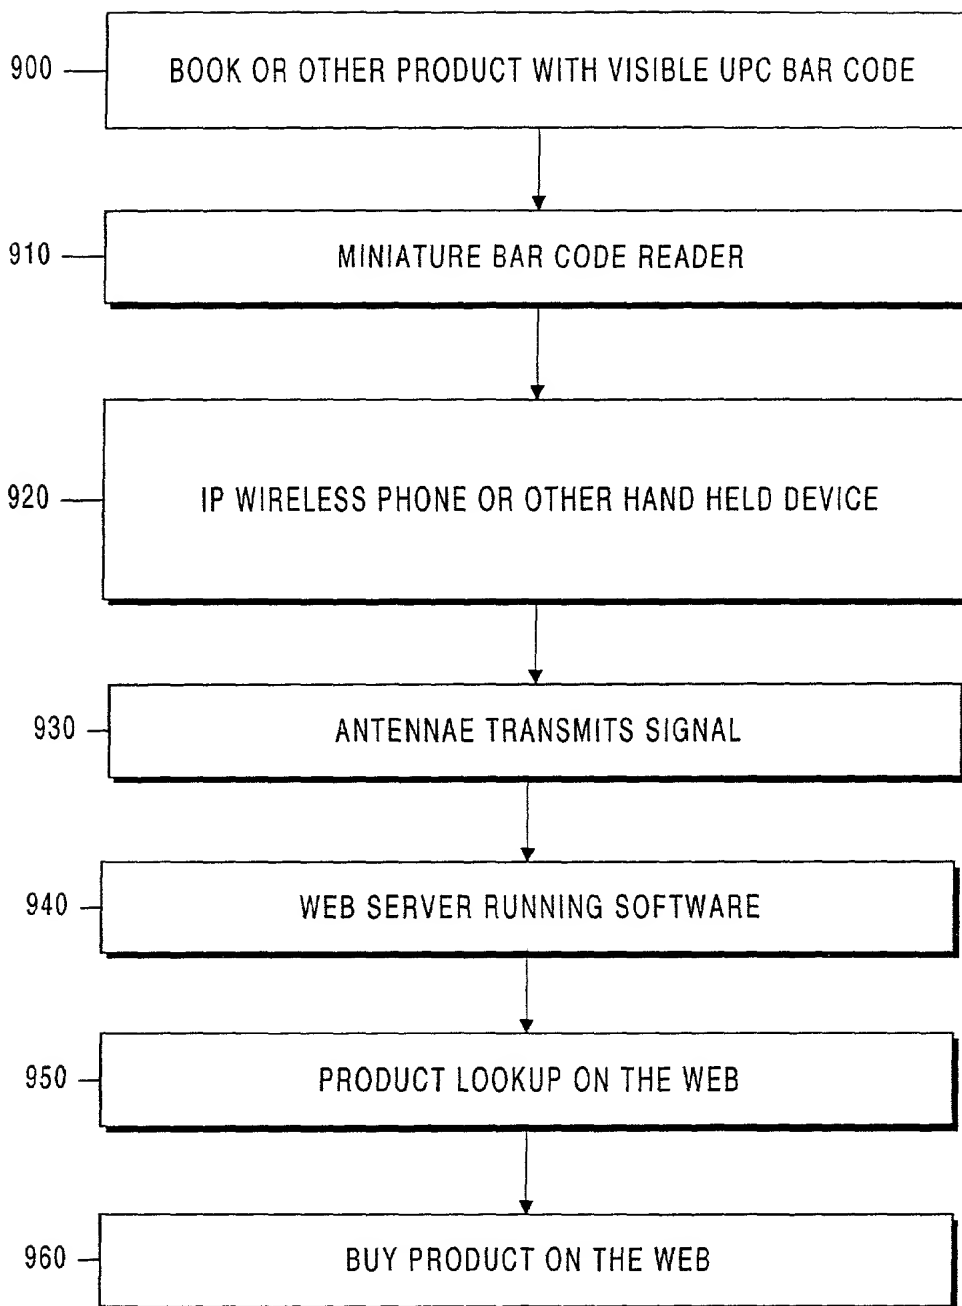 900 BOOK OR OTHER PRODUCT WITH VISIBLE UPC BAR CODE
910 MINIATURE BAR CODE READER
920 IP WIRELESS PHONE OR OTHER HAND HELD DEVICE
930 ANTENNAE TRANSMITS SIGNAL
940 WEB SERVER RUNNING SOFTWARE
950 PRODUCT LOOKUP ON THE WEB
960 BUY PRODUCT ON THE WEB